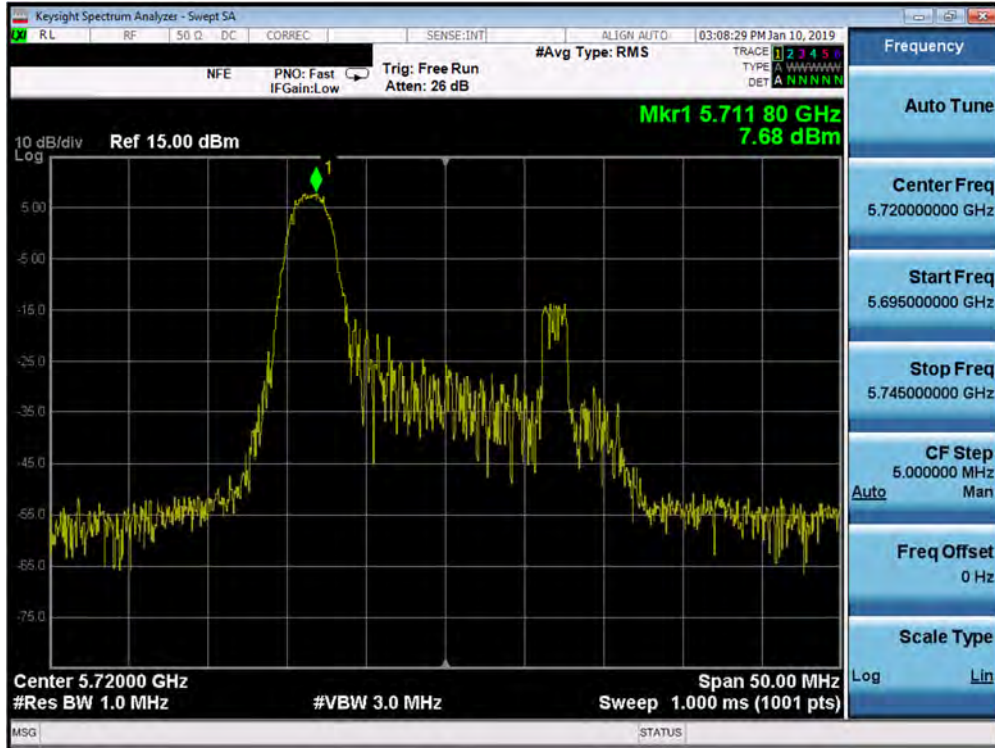 Keysight Spectrum Analyzer - Swept SA
LXI RL RF 50 Ω DC CORREC SENSE:INT ALIGN AUTO 03:08:29 PM Jan 10, 2019
NFE PNO: Fast Trig: Free Run #Avg Type: RMS TRACE 1 2 3 4 5 6
IFGain:Low Atten: 26 dB TYPE A WWWWW
DET A N N N N N
Mkr1 5.711 80 GHz
7.68 dBm
10 dB/div Ref 15.00 dBm
Log
1
5.00
-5.00
-15.0
-25.0
-35.0
-45.0
-55.0
-65.0
-75.0
Center 5.72000 GHz Span 50.00 MHz
#Res BW 1.0 MHz #VBW 3.0 MHz Sweep 1.000 ms (1001 pts)
MSG STATUS
Frequency
Auto Tune
Center Freq
5.720000000 GHz
Start Freq
5.695000000 GHz
Stop Freq
5.745000000 GHz
CF Step
5.000000 MHz
Auto Man
Freq Offset
0 Hz
Scale Type
Log Lin